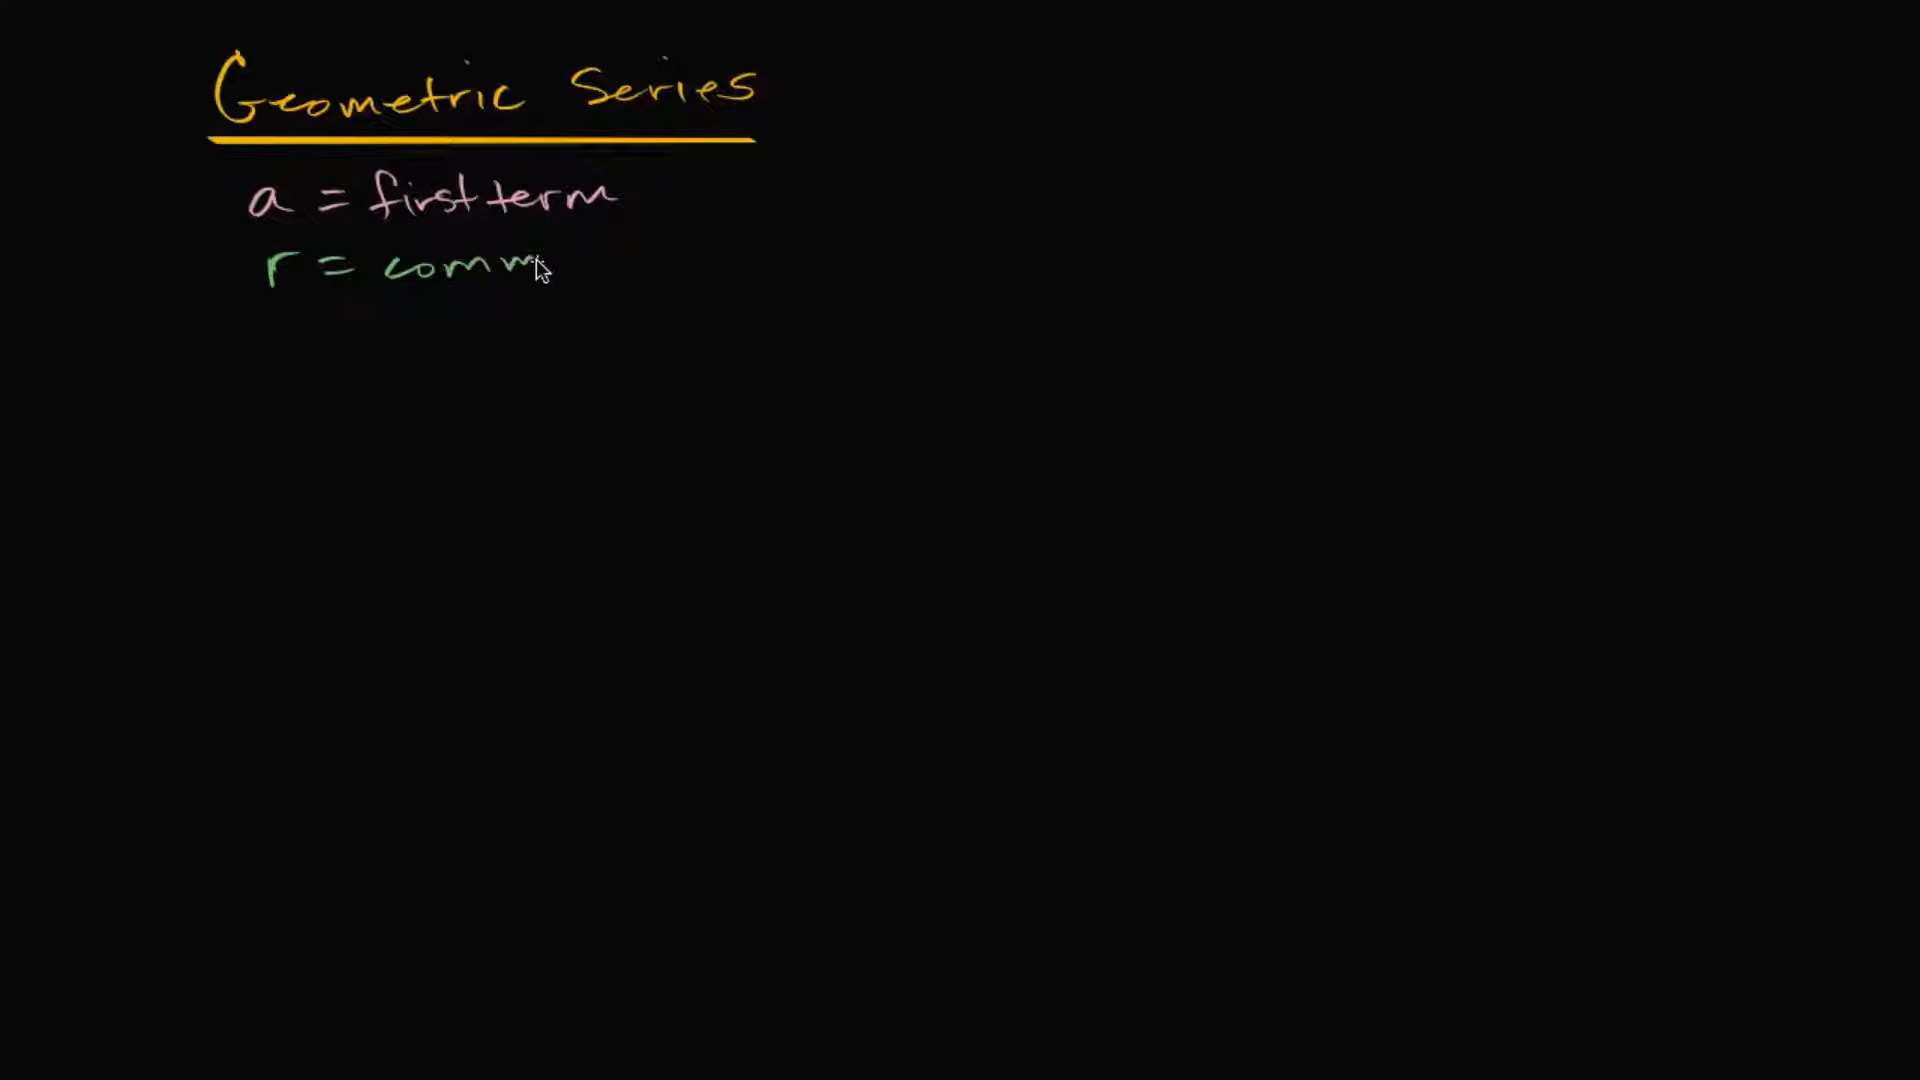 Geometric Series
a = first term
r = comm